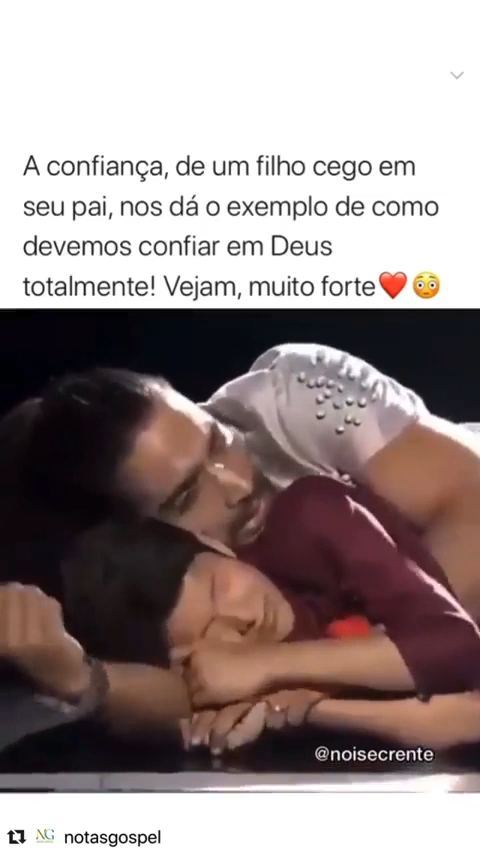 A confiança, de um filho cego em
seu pai, nos dá o exemplo de como
devemos confiar em Deus
totalmente! Vejam, muito forte❤️😳
@noisecrente
NG notasgospel